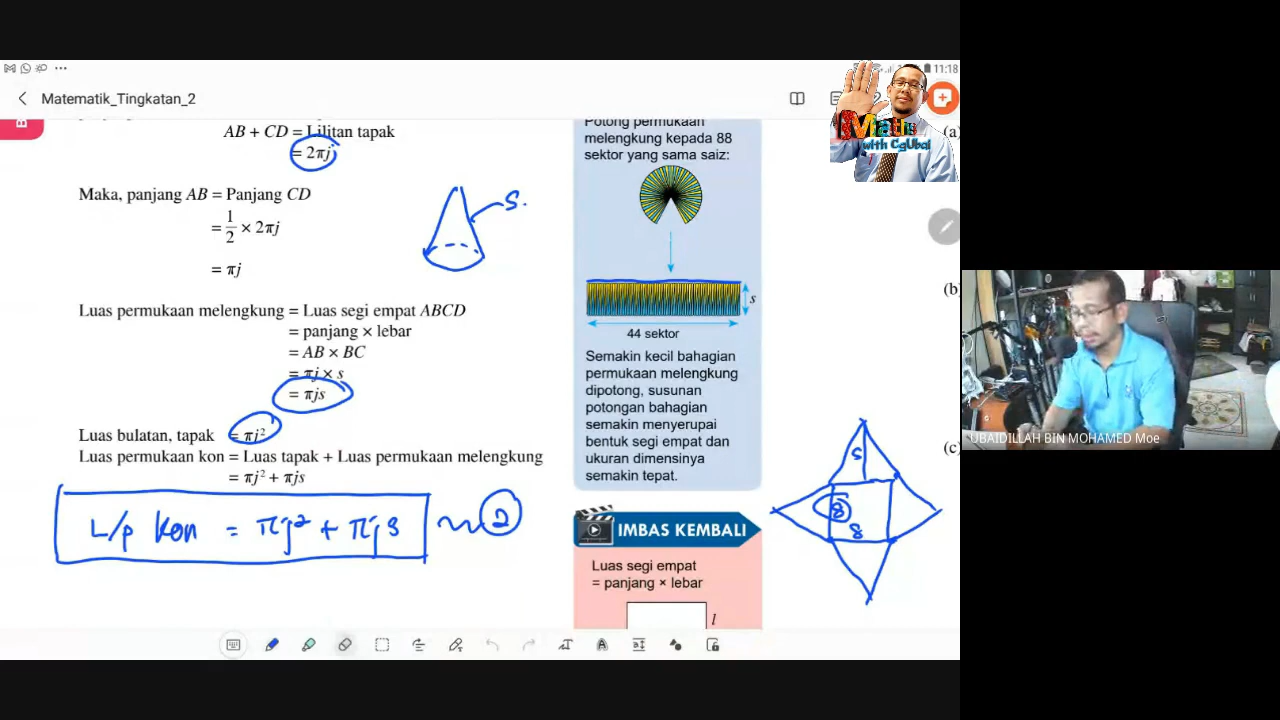 11:18
Matematik_Tingkatan_2
B
AB + CD = Lilitan tapak
= 2πj
Maka, panjang AB = Panjang CD
= 1/2 × 2πj
= πj
s.
Luas permukaan melengkung = Luas segi empat ABCD
= panjang × lebar
= AB × BC
= πj × s
= πjs
Luas bulatan, tapak = πj²
Luas permukaan kon = Luas tapak + Luas permukaan melengkung
= πj² + πjs
L/p kon = πj² + πjs ~ 2
Potong permukaan
melengkung kepada 88
sektor yang sama saiz:
s
44 sektor
Semakin kecil bahagian
permukaan melengkung
dipotong, susunan
potongan bahagian
semakin menyerupai
bentuk segi empat dan
ukuran dimensinya
semakin tepat.
IMBAS KEMBALI
Luas segi empat
= panjang × lebar
l
Maths
with CgUbai
(a)
(b)
(c)
s
8
8
UBAIDILLAH BIN MOHAMED Moe